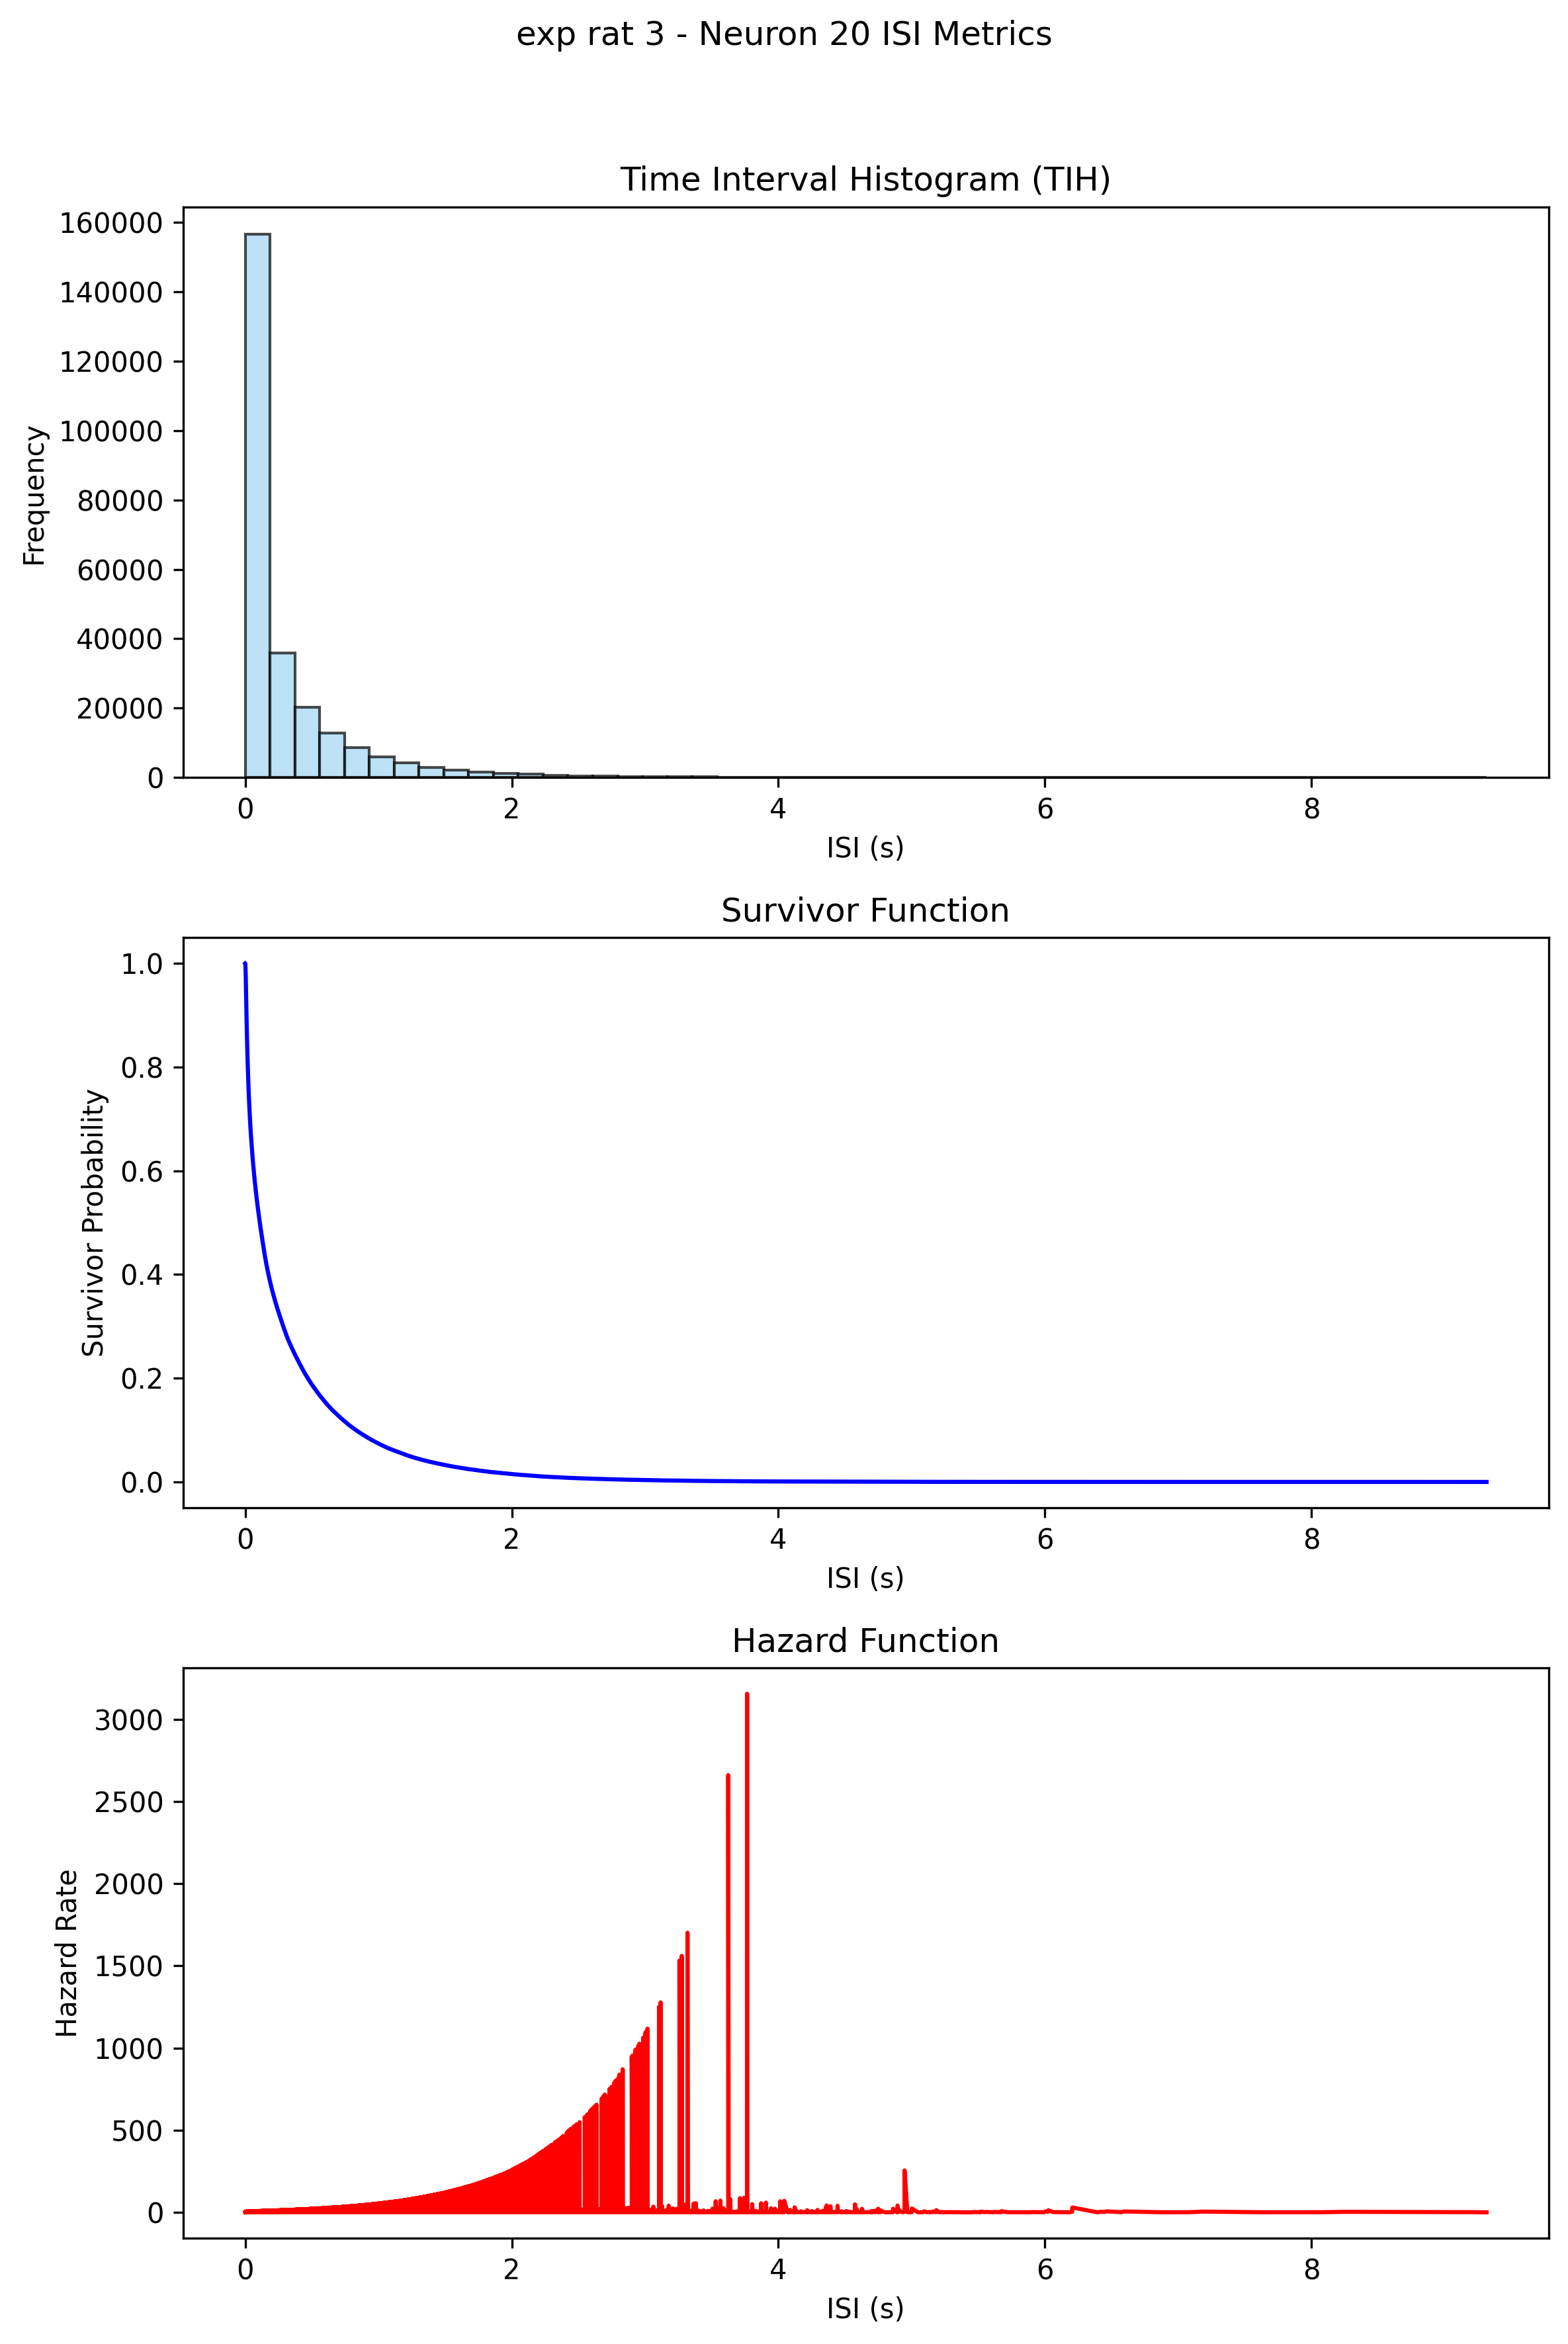 exp rat 3 - Neuron 20 ISI Metrics
Time Interval Histogram (TIH)
160000
140000
120000
100000
80000
60000
40000
20000
0
Frequency
0 2 4 6 8
ISI (s)
Survivor Function
1.0
0.8
0.6
0.4
0.2
0.0
Survivor Probability
0 2 4 6 8
ISI (s)
Hazard Function
3000
2500
2000
1500
1000
500
0
Hazard Rate
0 2 4 6 8
ISI (s)